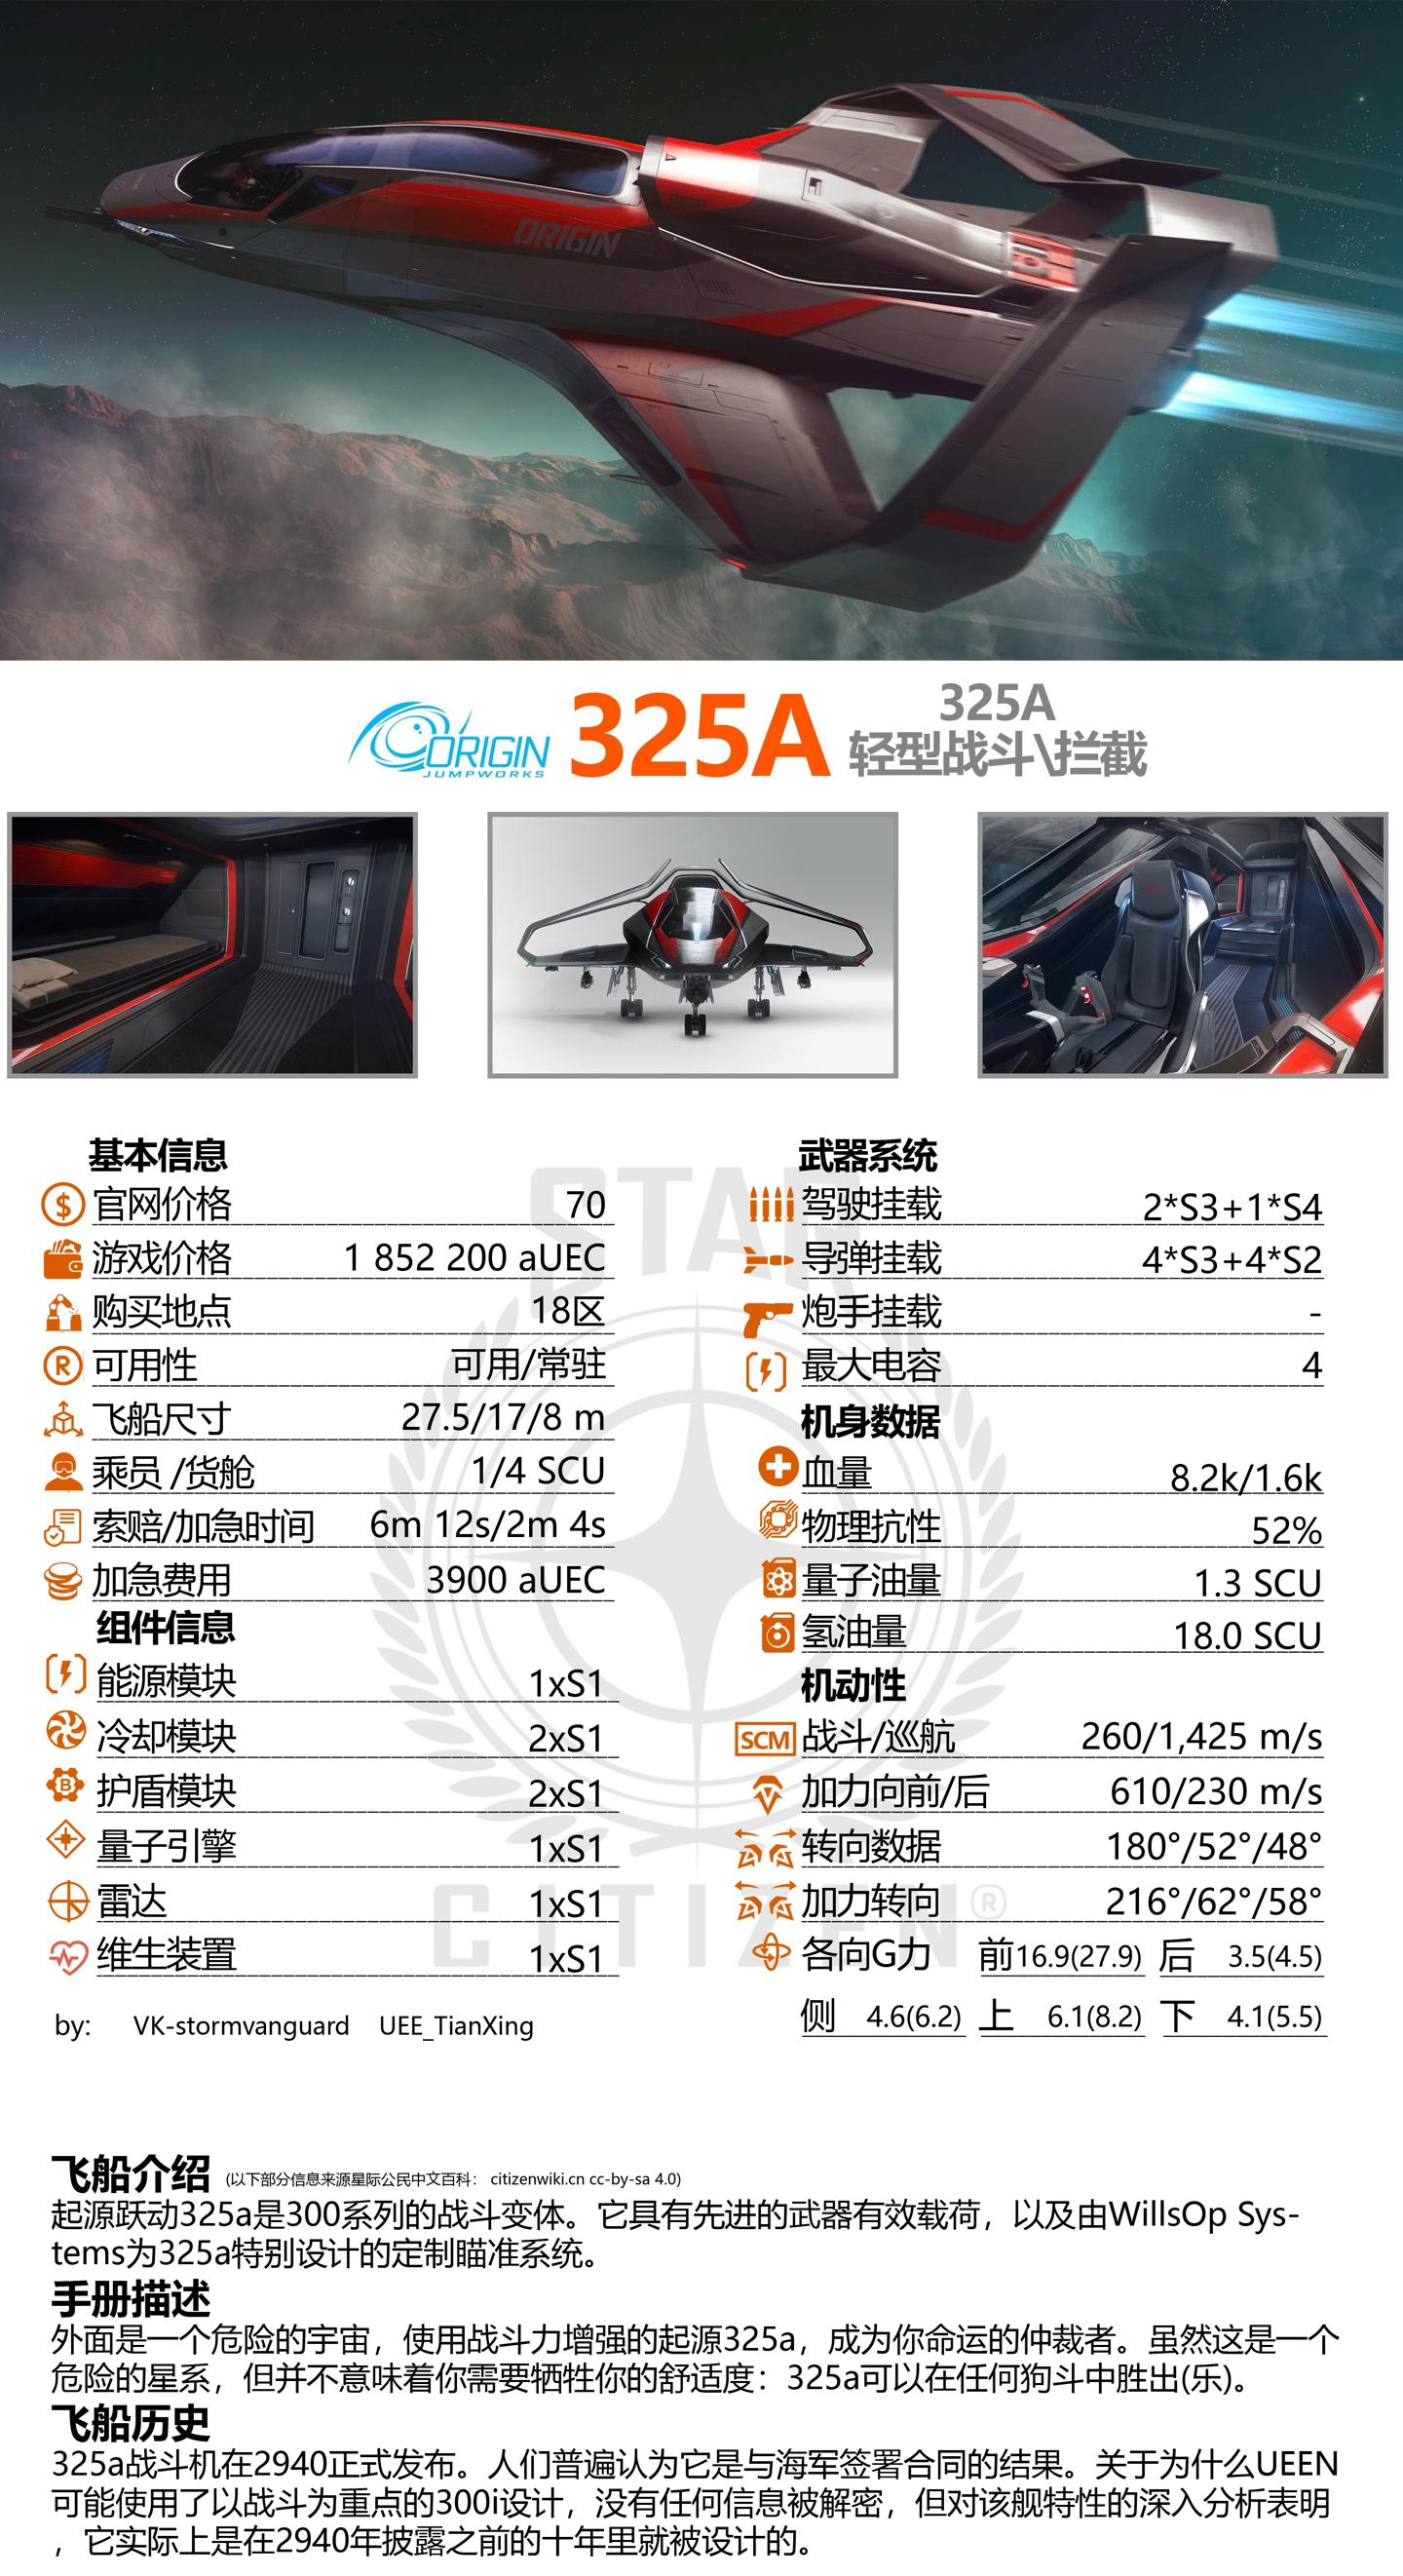 ORIGIN
ORIGIN
JUMPWORKS
325A
325A
轻型战斗\拦截
STAR
CITIZEN®
基本信息
官网价格 70
游戏价格 1 852 200 aUEC
购买地点 18区
可用性 可用/常驻
飞船尺寸 27.5/17/8 m
乘员 /货舱 1/4 SCU
索赔/加急时间 6m 12s/2m 4s
加急费用 3900 aUEC
组件信息
能源模块 1xS1
冷却模块 2xS1
护盾模块 2xS1
量子引擎 1xS1
雷达 1xS1
维生装置 1xS1
by: VK-stormvanguard UEE_TianXing
武器系统
驾驶挂载 2*S3+1*S4
导弹挂载 4*S3+4*S2
炮手挂载 -
最大电容 4
机身数据
血量 8.2k/1.6k
物理抗性 52%
量子油量 1.3 SCU
氢油量 18.0 SCU
机动性
SCM 战斗/巡航 260/1,425 m/s
加力向前/后 610/230 m/s
转向数据 180°/52°/48°
加力转向 216°/62°/58°
各向G力 前16.9(27.9) 后 3.5(4.5)
侧 4.6(6.2) 上 6.1(8.2) 下 4.1(5.5)
飞船介绍 (以下部分信息来源星际公民中文百科： citizenwiki.cn cc-by-sa 4.0)
起源跃动325a是300系列的战斗变体。它具有先进的武器有效载荷，以及由WillsOp Sys-
tems为325a特别设计的定制瞄准系统。
手册描述
外面是一个危险的宇宙，使用战斗力增强的起源325a，成为你命运的仲裁者。虽然这是一个
危险的星系，但并不意味着你需要牺牲你的舒适度：325a可以在任何狗斗中胜出(乐)。
飞船历史
325a战斗机在2940正式发布。人们普遍认为它是与海军签署合同的结果。关于为什么UEEN
可能使用了以战斗为重点的300i设计，没有任何信息被解密，但对该舰特性的深入分析表明
，它实际上是在2940年披露之前的十年里就被设计的。